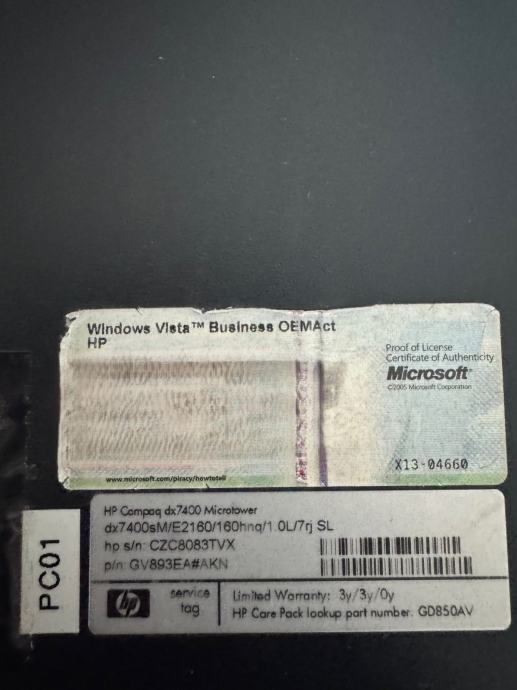 Windows Vista™ Business OEMAct
HP
Proof of License
Certificate of Authenticity
Microsoft®
©2005 Microsoft Corporation
X13-04660
www.microsoft.com/piracy/howtotell
HP Compaq dx7400 Microtower
dx7400sM/E2160/160hnq/1.0L/7rj SL
hp s/n: CZC8083TVX
p/n: GV893EA#AKN
hp
service
tag
Limited Warranty: 3y/3y/0y
HP Care Pack lookup part number: GD850AV
PC01